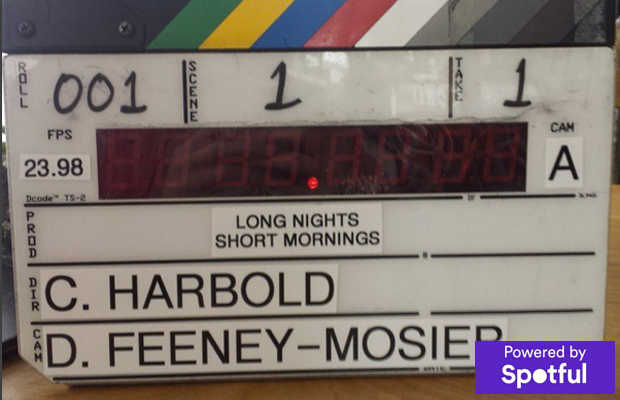 ROLL 001 SCENE 1 TAKE 1
FPS CAM
23.98 A
Dcode™ TS-2
PROD LONG NIGHTS
SHORT MORNINGS
DIR C. HARBOLD
CAM D. FEENEY-MOSIER
Powered by
Spotful